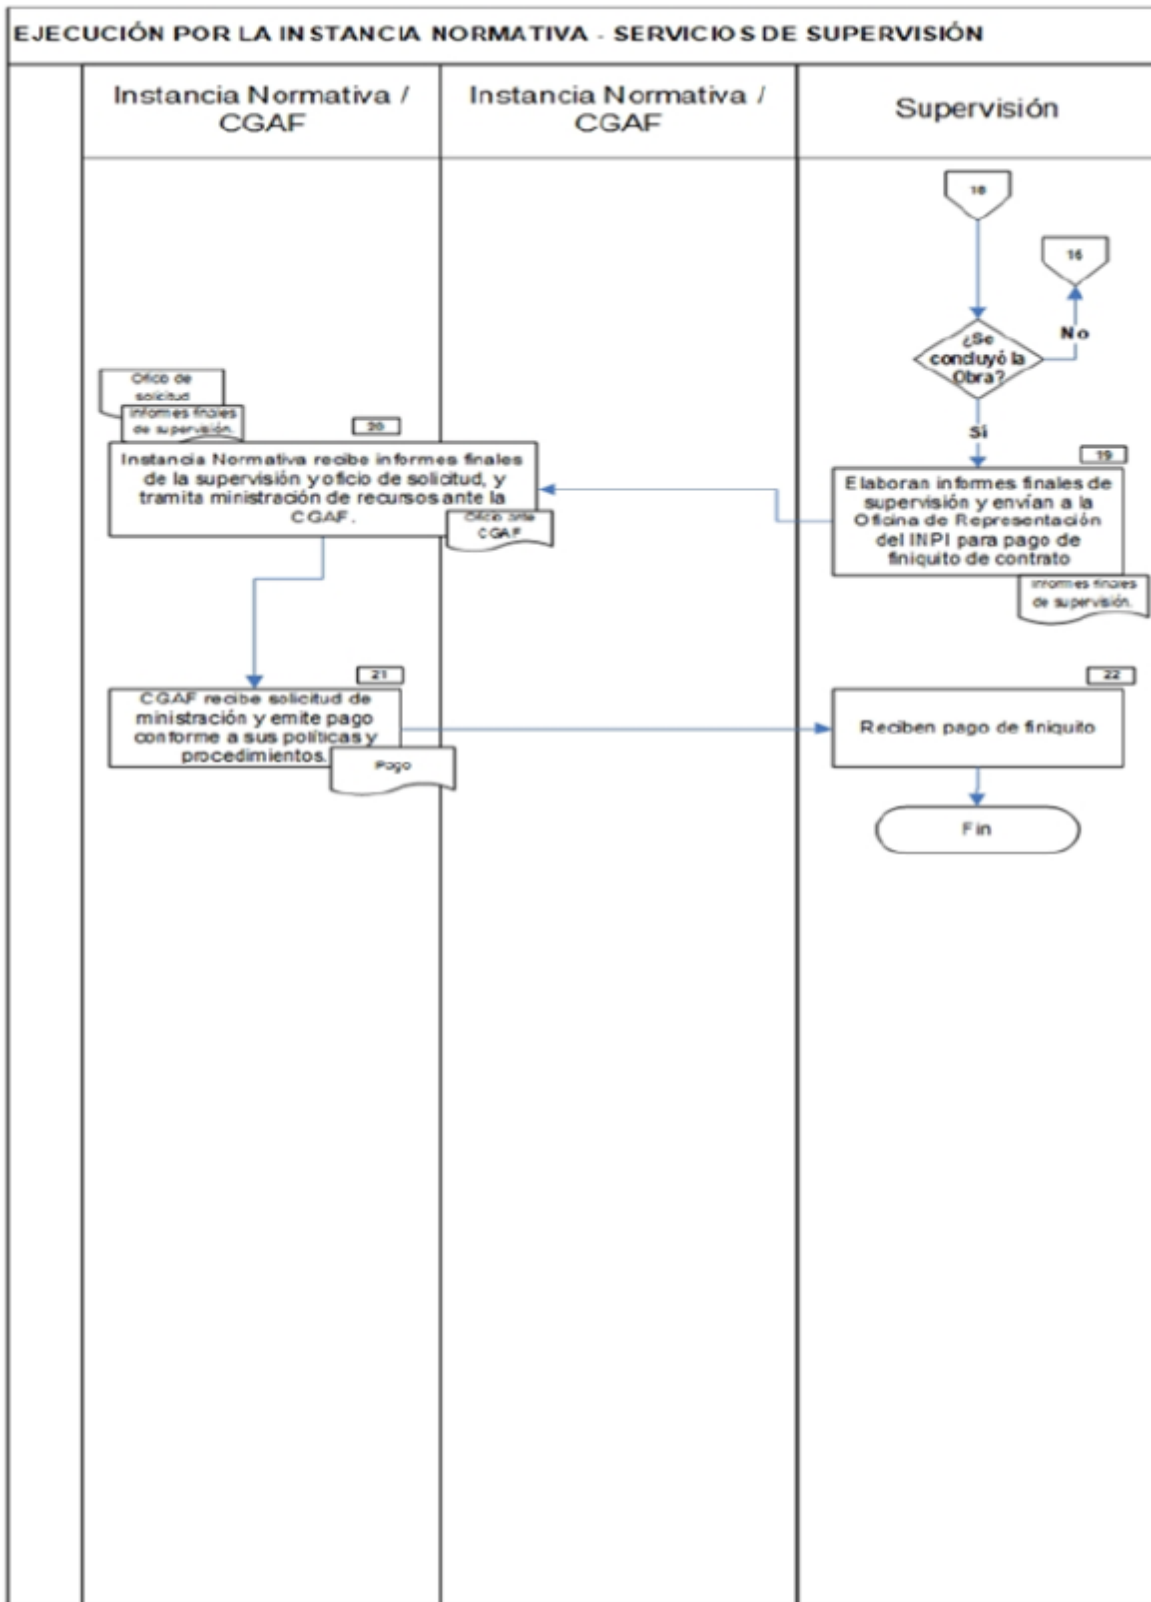 EJECUCIÓN POR LA INSTANCIA NORMATIVA - SERVICIOS DE SUPERVISIÓN
Instancia Normativa /
CGAF
Instancia Normativa /
CGAF
Supervisión
18
16
¿Se
concluyó la
Obra?
No
Sí
Oficio de
solicitud
Informes finales
de supervisión.
20
Instancia Normativa recibe informes finales
de la supervisión y oficio de solicitud, y
tramita ministración de recursos ante la
CGAF.
Oficio ante
CGAF
19
Elaboran informes finales de
supervisión y envían a la
Oficina de Representación
del INPI para pago de
finiquito de contrato
Informes finales
de supervisión.
21
CGAF recibe solicitud de
ministración y emite pago
conforme a sus políticas y
procedimientos.
Pago
22
Reciben pago de finiquito
Fin